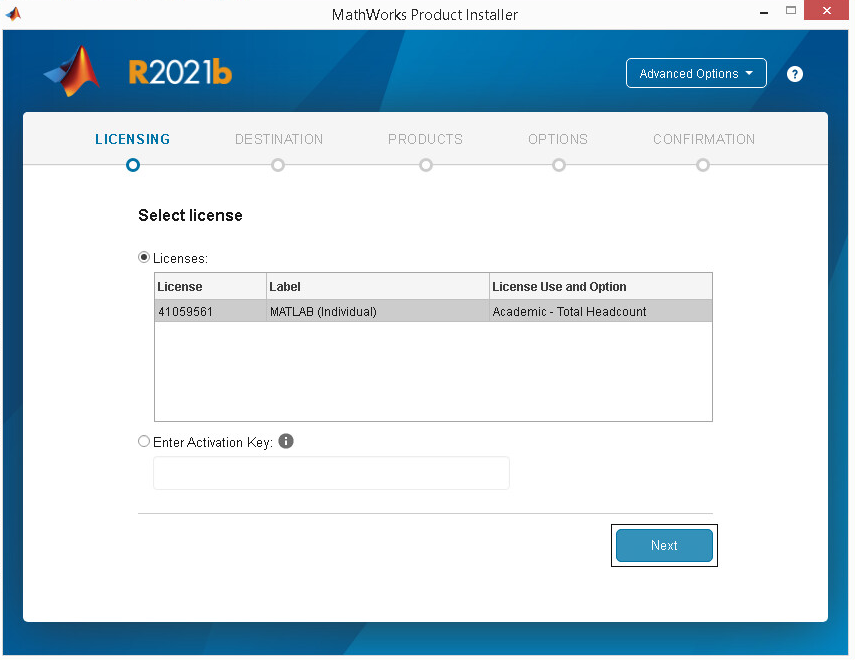 MathWorks Product Installer
R2021b
Advanced Options
?
LICENSING DESTINATION PRODUCTS OPTIONS CONFIRMATION
Select license
Licenses:
License Label License Use and Option
41059561 MATLAB (Individual) Academic - Total Headcount
Enter Activation Key: i
Next